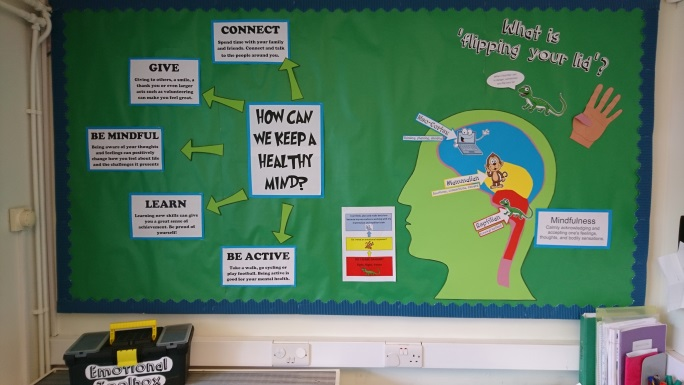 CONNECT
Spend time with your family
and friends. Connect and talk
to the people around you.
GIVE
Giving to others, a smile, a
thank you or even larger
acts such as volunteering
can make you feel great.
BE MINDFUL
Being aware of your thoughts
and feelings can positively
change how you feel about life
and the challenges it presents
LEARN
Learning new skills can give
you a great sense of
achievement. Be proud of
yourself!
BE ACTIVE
Take a walk, go cycling or
play football. Being active is
good for your mental health.
HOW CAN
WE KEEP A
HEALTHY
MIND?
What is
'flipping your lid'?
Neo-Cortex
Mammalian
Reptilian
Mindfulness
Calmly acknowledging and
accepting one's feelings,
thoughts, and bodily sensations.
Emotional
Toolbox